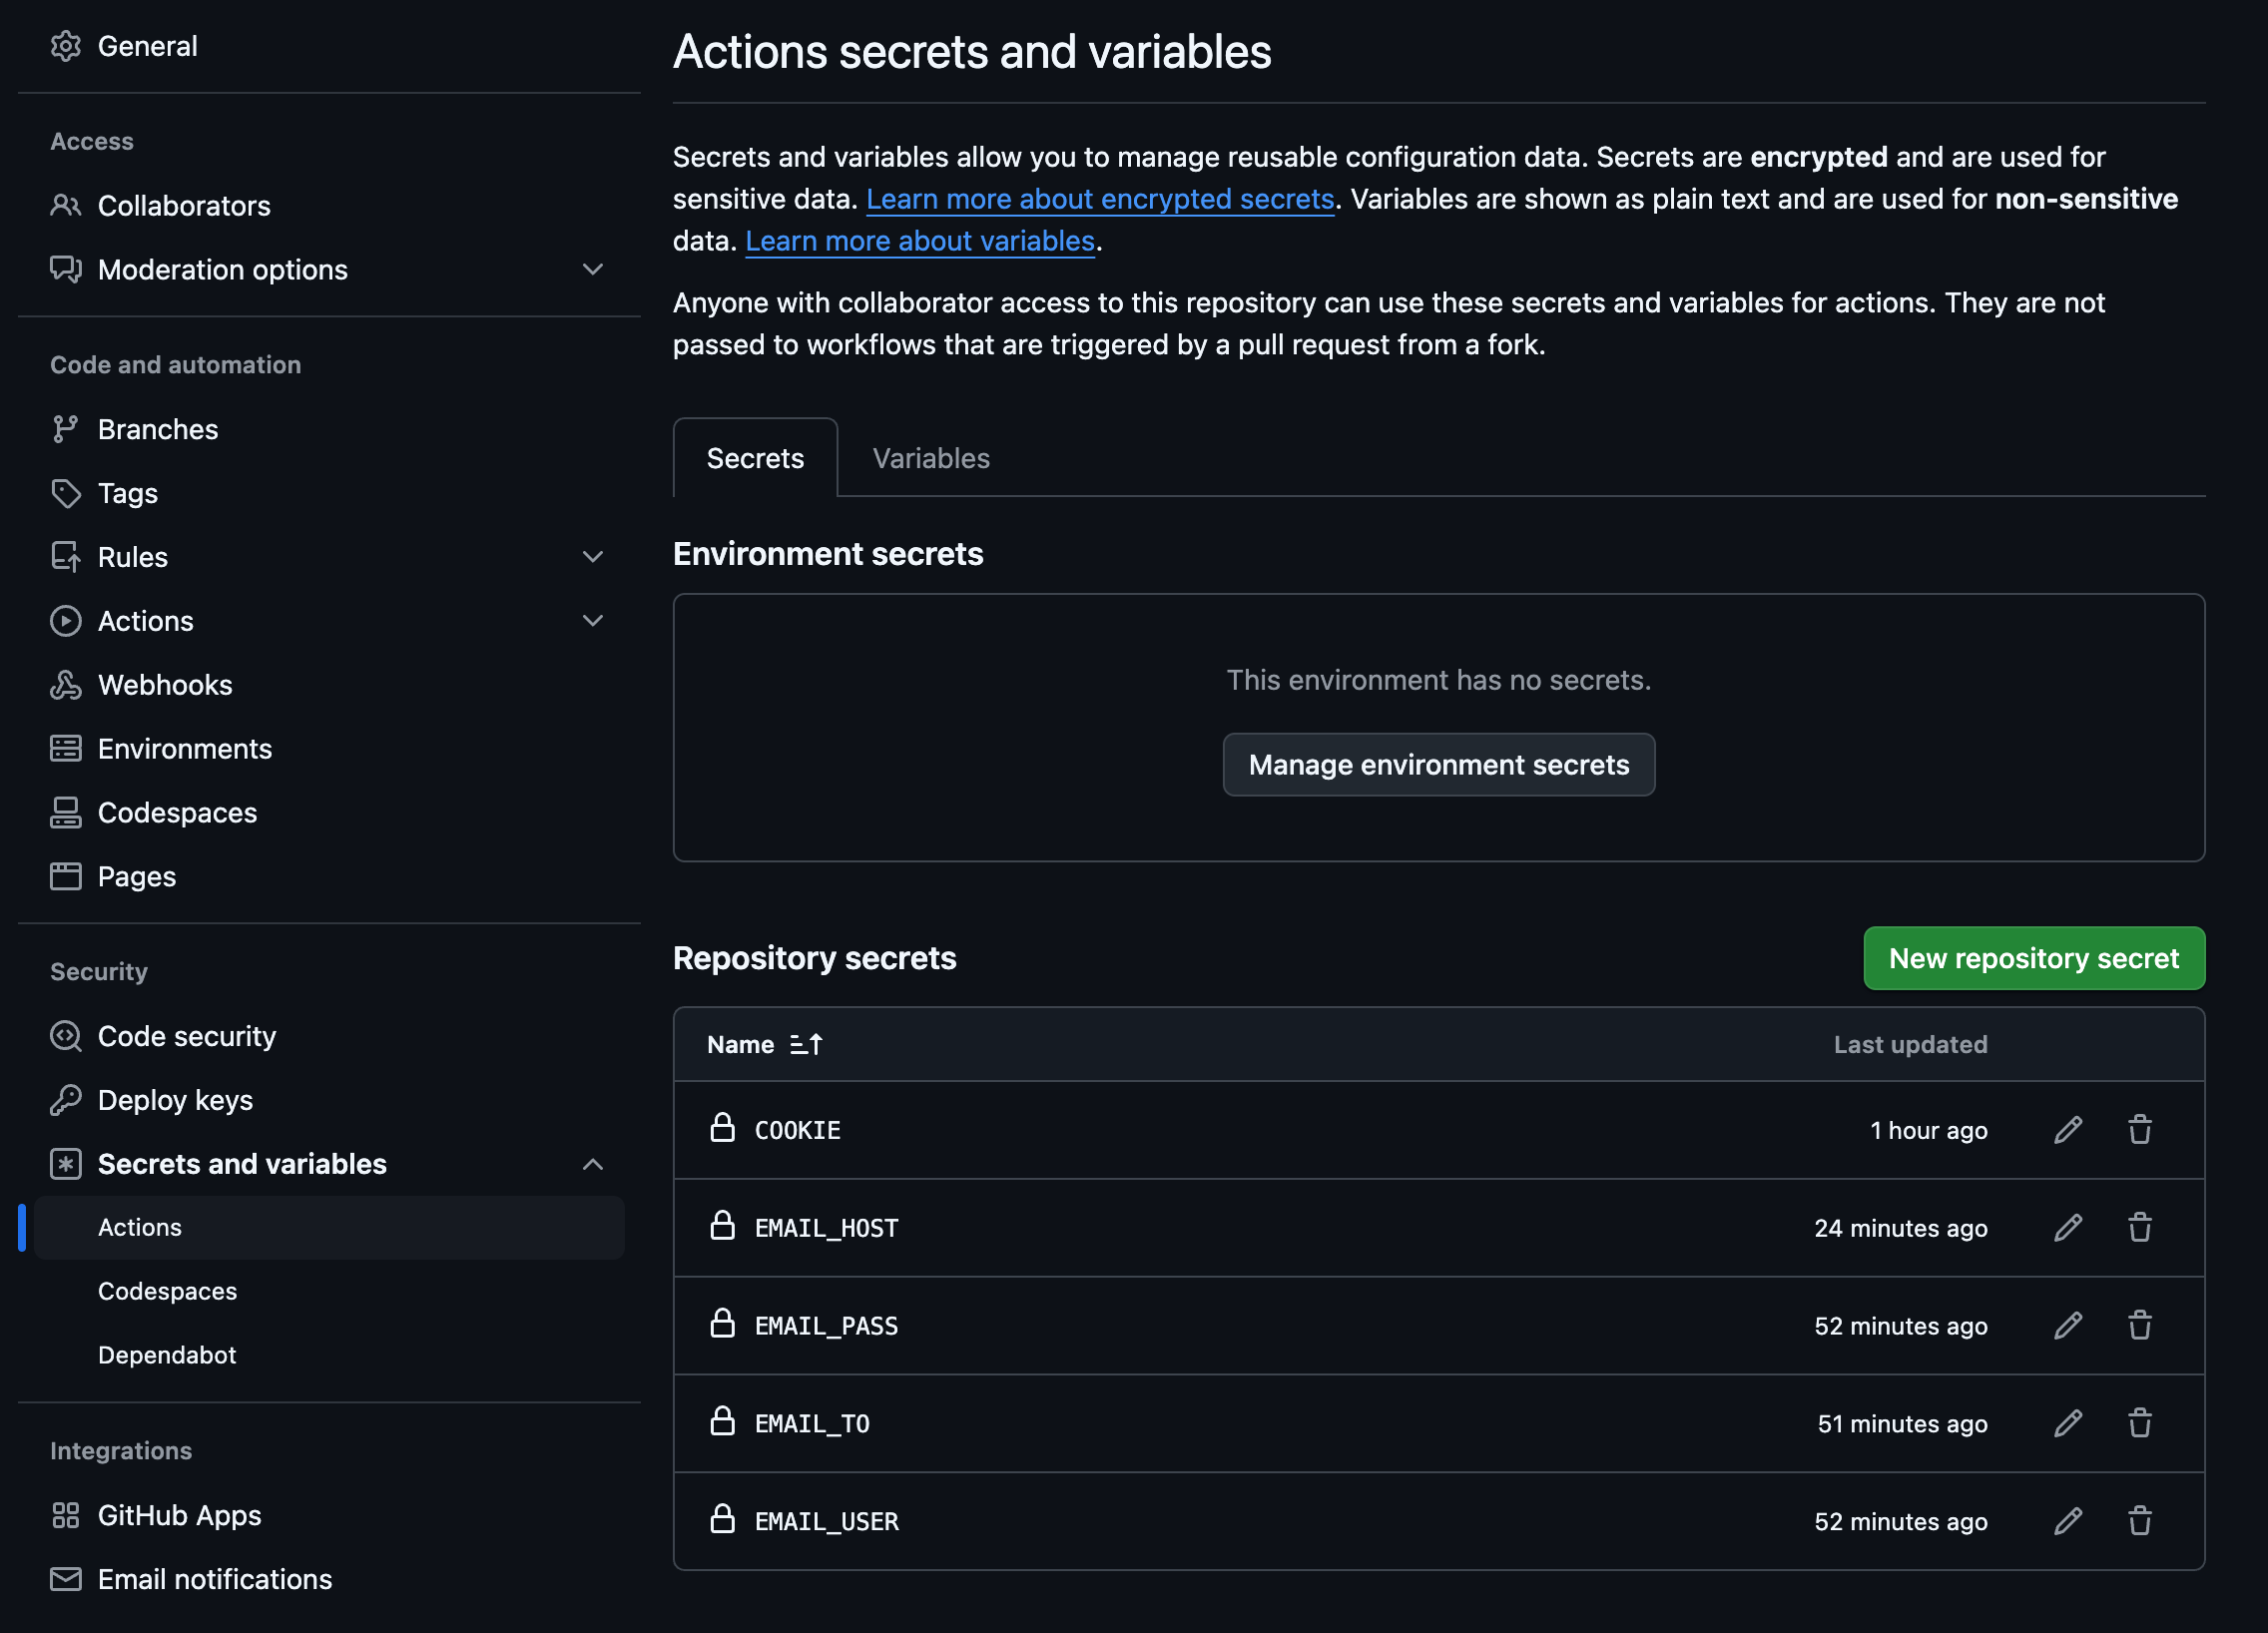 General
Access
Collaborators
Moderation options
Code and automation
Branches
Tags
Rules
Actions
Webhooks
Environments
Codespaces
Pages
Security
Code security
Deploy keys
Secrets and variables
Actions
Codespaces
Dependabot
Integrations
GitHub Apps
Email notifications
Actions secrets and variables
Secrets and variables allow you to manage reusable configuration data. Secrets are encrypted and are used for
sensitive data. Learn more about encrypted secrets. Variables are shown as plain text and are used for non-sensitive
data. Learn more about variables.
Anyone with collaborator access to this repository can use these secrets and variables for actions. They are not
passed to workflows that are triggered by a pull request from a fork.
Secrets Variables
Environment secrets
This environment has no secrets.
Manage environment secrets
Repository secrets New repository secret
Name Last updated
COOKIE 1 hour ago
EMAIL_HOST 24 minutes ago
EMAIL_PASS 52 minutes ago
EMAIL_TO 51 minutes ago
EMAIL_USER 52 minutes ago